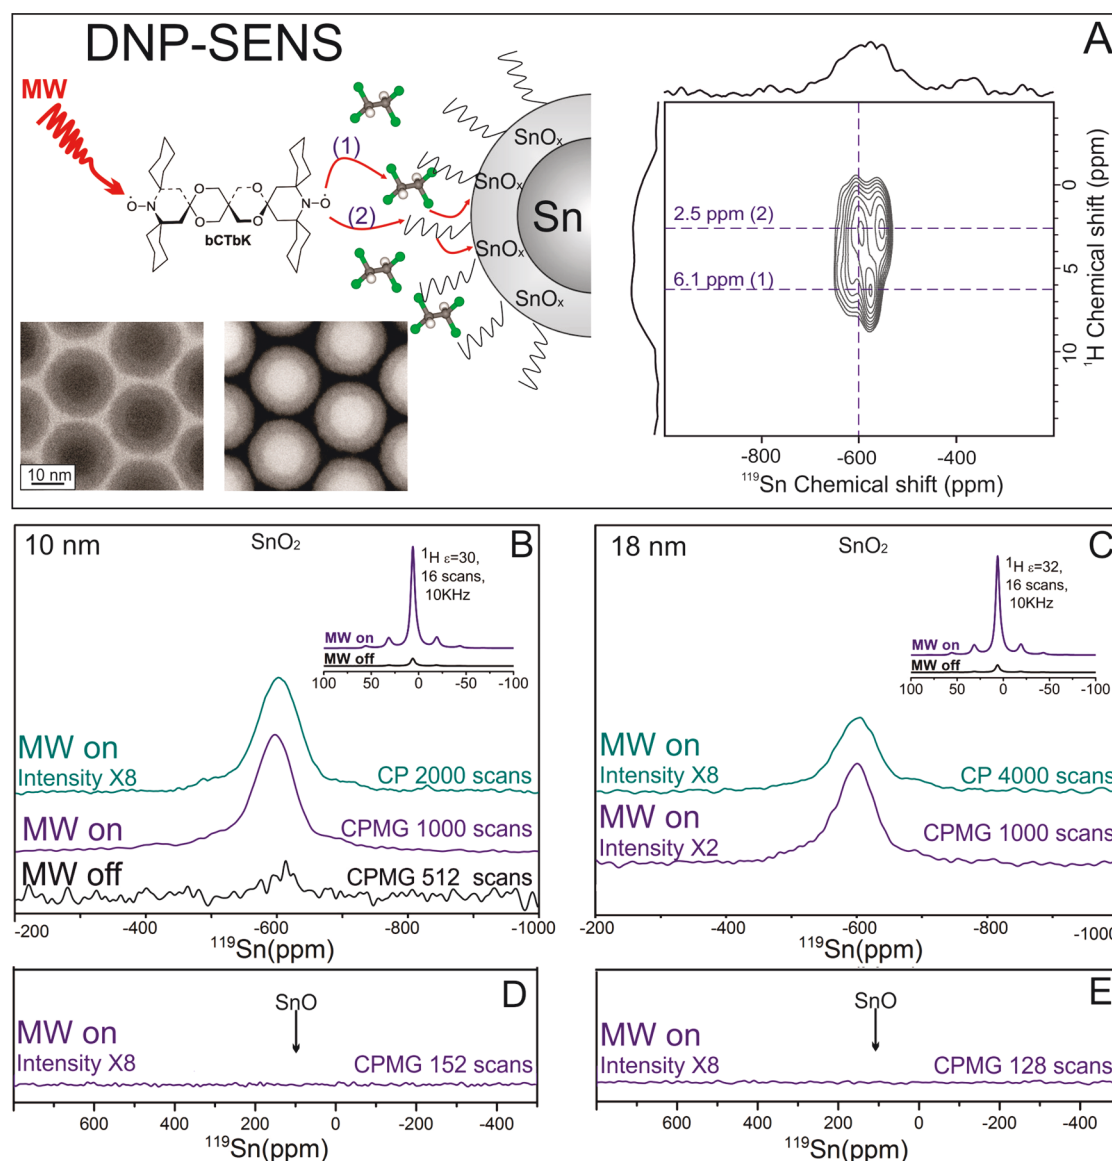 DNP-SENS
A
MW
(1)
(2)
O
N
O
O
O
O
N
O
bCTbK
SnOₓ
SnOₓ
SnOₓ
SnOₓ
Sn
10 nm
2.5 ppm (2)
6.1 ppm (1)
0
5
10
¹H Chemical shift (ppm)
-800
-600
-400
¹¹⁹Sn Chemical shift (ppm)
10 nm
SnO₂
B
¹H ε=30,
16 scans,
10KHz
MW on
MW off
100 50 0 -50 -100
MW on
Intensity X8
CP 2000 scans
MW on
CPMG 1000 scans
MW off
CPMG 512 scans
-200 -400 -600 -800 -1000
¹¹⁹Sn(ppm)
18 nm
SnO₂
C
¹H ε=32,
16 scans,
10KHz
MW on
MW off
100 50 0 -50 -100
MW on
Intensity X8
CP 4000 scans
MW on
Intensity X2
CPMG 1000 scans
-200 -400 -600 -800 -1000
¹¹⁹Sn(ppm)
D
SnO
MW on
Intensity X8
CPMG 152 scans
600 400 200 0 -200 -400
¹¹⁹Sn(ppm)
E
SnO
MW on
Intensity X8
CPMG 128 scans
600 400 200 0 -200 -400
¹¹⁹Sn(ppm)